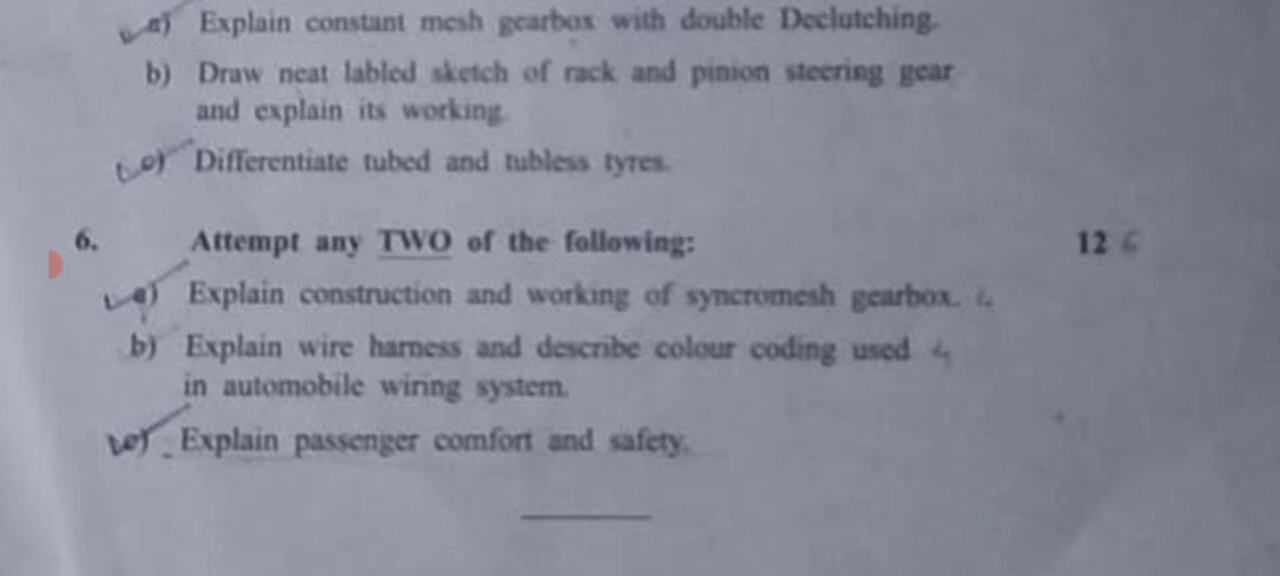 a) Explain constant mesh gearbox with double Declutching.
b) Draw neat labled sketch of rack and pinion steering gear
and explain its working.
c) Differentiate tubed and tubless tyres.
6. Attempt any TWO of the following: 12 6
a) Explain construction and working of syncromesh gearbox.
b) Explain wire harness and describe colour coding used 4
in automobile wiring system.
c) Explain passenger comfort and safety.